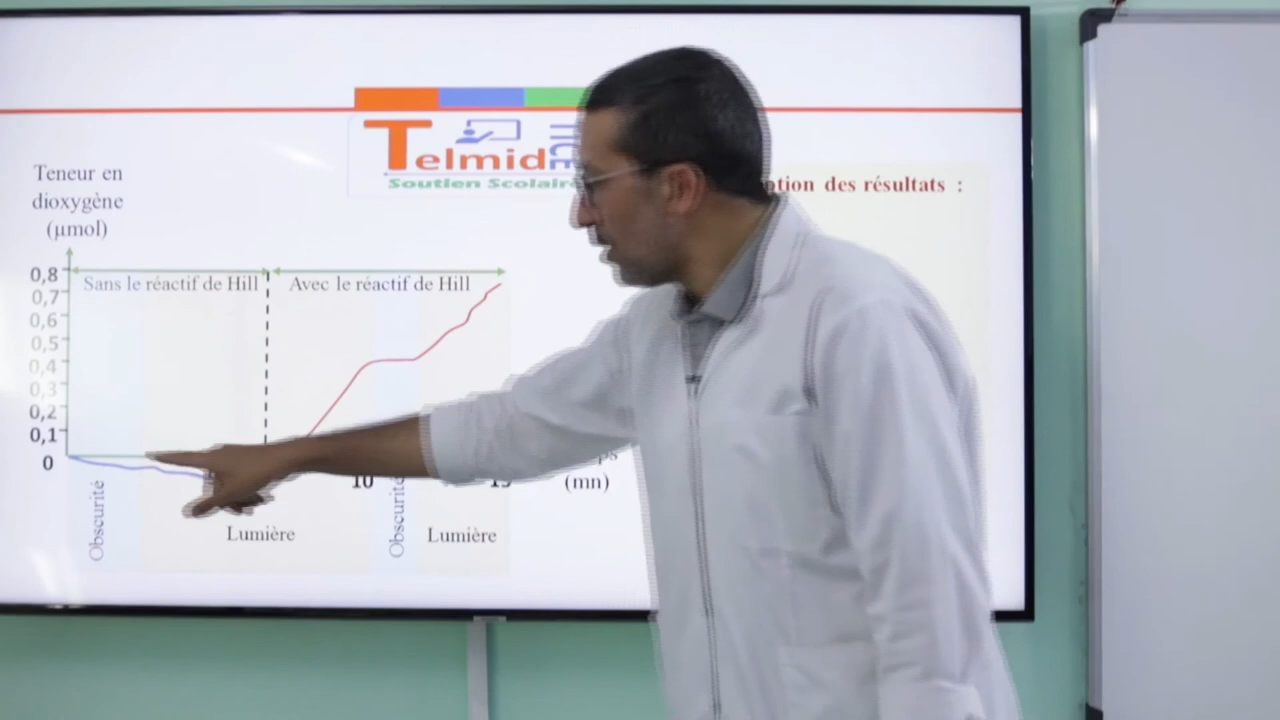 Telmid
TICE
Soutien Scolaire
Teneur en
dioxygène
(µmol)
des résultats :
Sans le réactif de Hill
Avec le réactif de Hill
0,8
0,7
0,6
0,5
0,4
0,3
0,2
0,1
0
10
15
(mn)
Obscurité
Lumière
Obscurité
Lumière